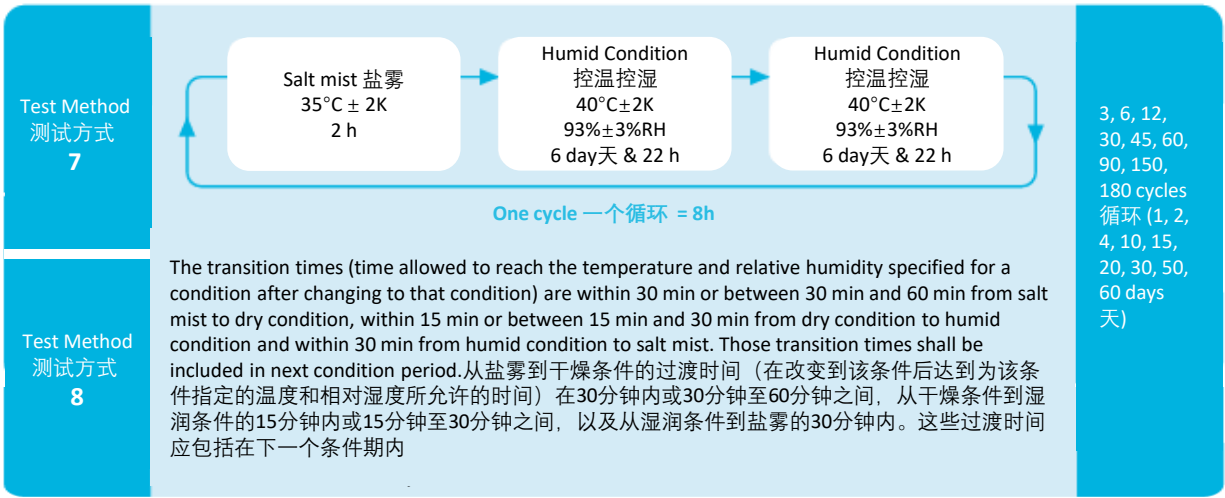 Test Method
测试方式
7
Salt mist 盐雾
35°C ± 2K
2 h
Humid Condition
控温控湿
40°C±2K
93%±3%RH
6 day天 & 22 h
Humid Condition
控温控湿
40°C±2K
93%±3%RH
6 day天 & 22 h
One cycle 一个循环 = 8h
Test Method
测试方式
8
The transition times (time allowed to reach the temperature and relative humidity specified for a
condition after changing to that condition) are within 30 min or between 30 min and 60 min from salt
mist to dry condition, within 15 min or between 15 min and 30 min from dry condition to humid
condition and within 30 min from humid condition to salt mist. Those transition times shall be
included in next condition period.从盐雾到干燥条件的过渡时间（在改变到该条件后达到为该条
件指定的温度和相对湿度所允许的时间）在30分钟内或30分钟至60分钟之间，从干燥条件到湿
润条件的15分钟内或15分钟至30分钟之间，以及从湿润条件到盐雾的30分钟内。这些过渡时间
应包括在下一个条件期内
3, 6, 12,
30, 45, 60,
90, 150,
180 cycles
循环 (1, 2,
4, 10, 15,
20, 30, 50,
60 days
天)